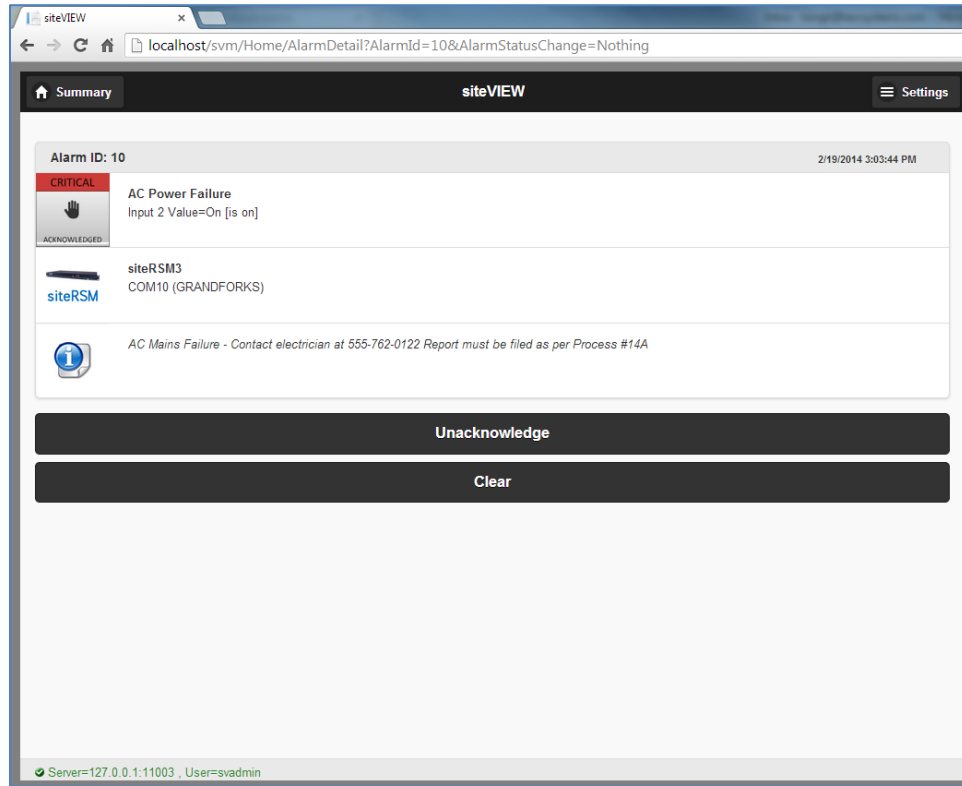 siteVIEW
localhost/svm/Home/AlarmDetail?AlarmId=10&AlarmStatusChange=Nothing
Summary
siteVIEW
Settings
Alarm ID: 10
2/19/2014 3:03:44 PM
CRITICAL
ACKNOWLEDGED
AC Power Failure
Input 2 Value=On [is on]
siteRSM
siteRSM3
COM10 (GRANDFORKS)
AC Mains Failure - Contact electrician at 555-762-0122 Report must be filed as per Process #14A
Unacknowledge
Clear
Server=127.0.0.1:11003 , User=svadmin